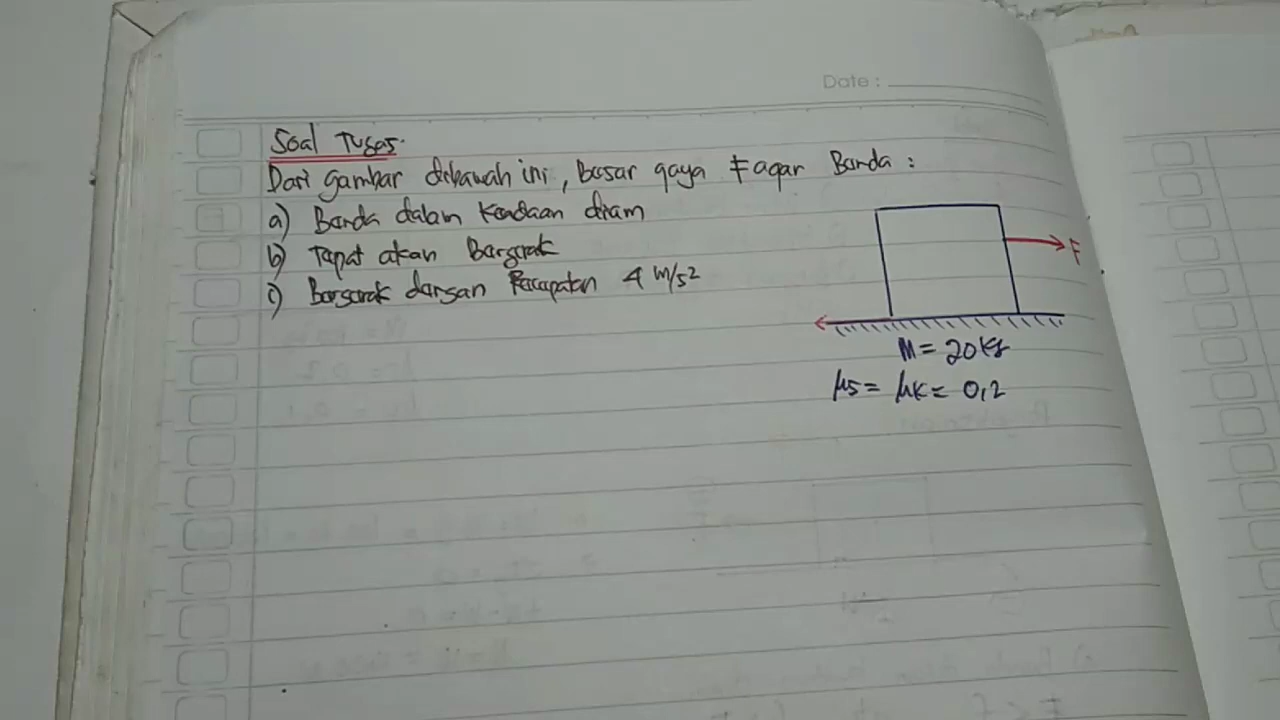 Date :
Soal Tugas.
Dari gambar dibawah ini, besar gaya F agar Benda :
a) Benda dalam Keadaan diam
b) Tepat akan Bergerak
c) Bergerak dengan Percepatan 4 m/s²
F
M = 20 Kg
μs = μk = 0,2